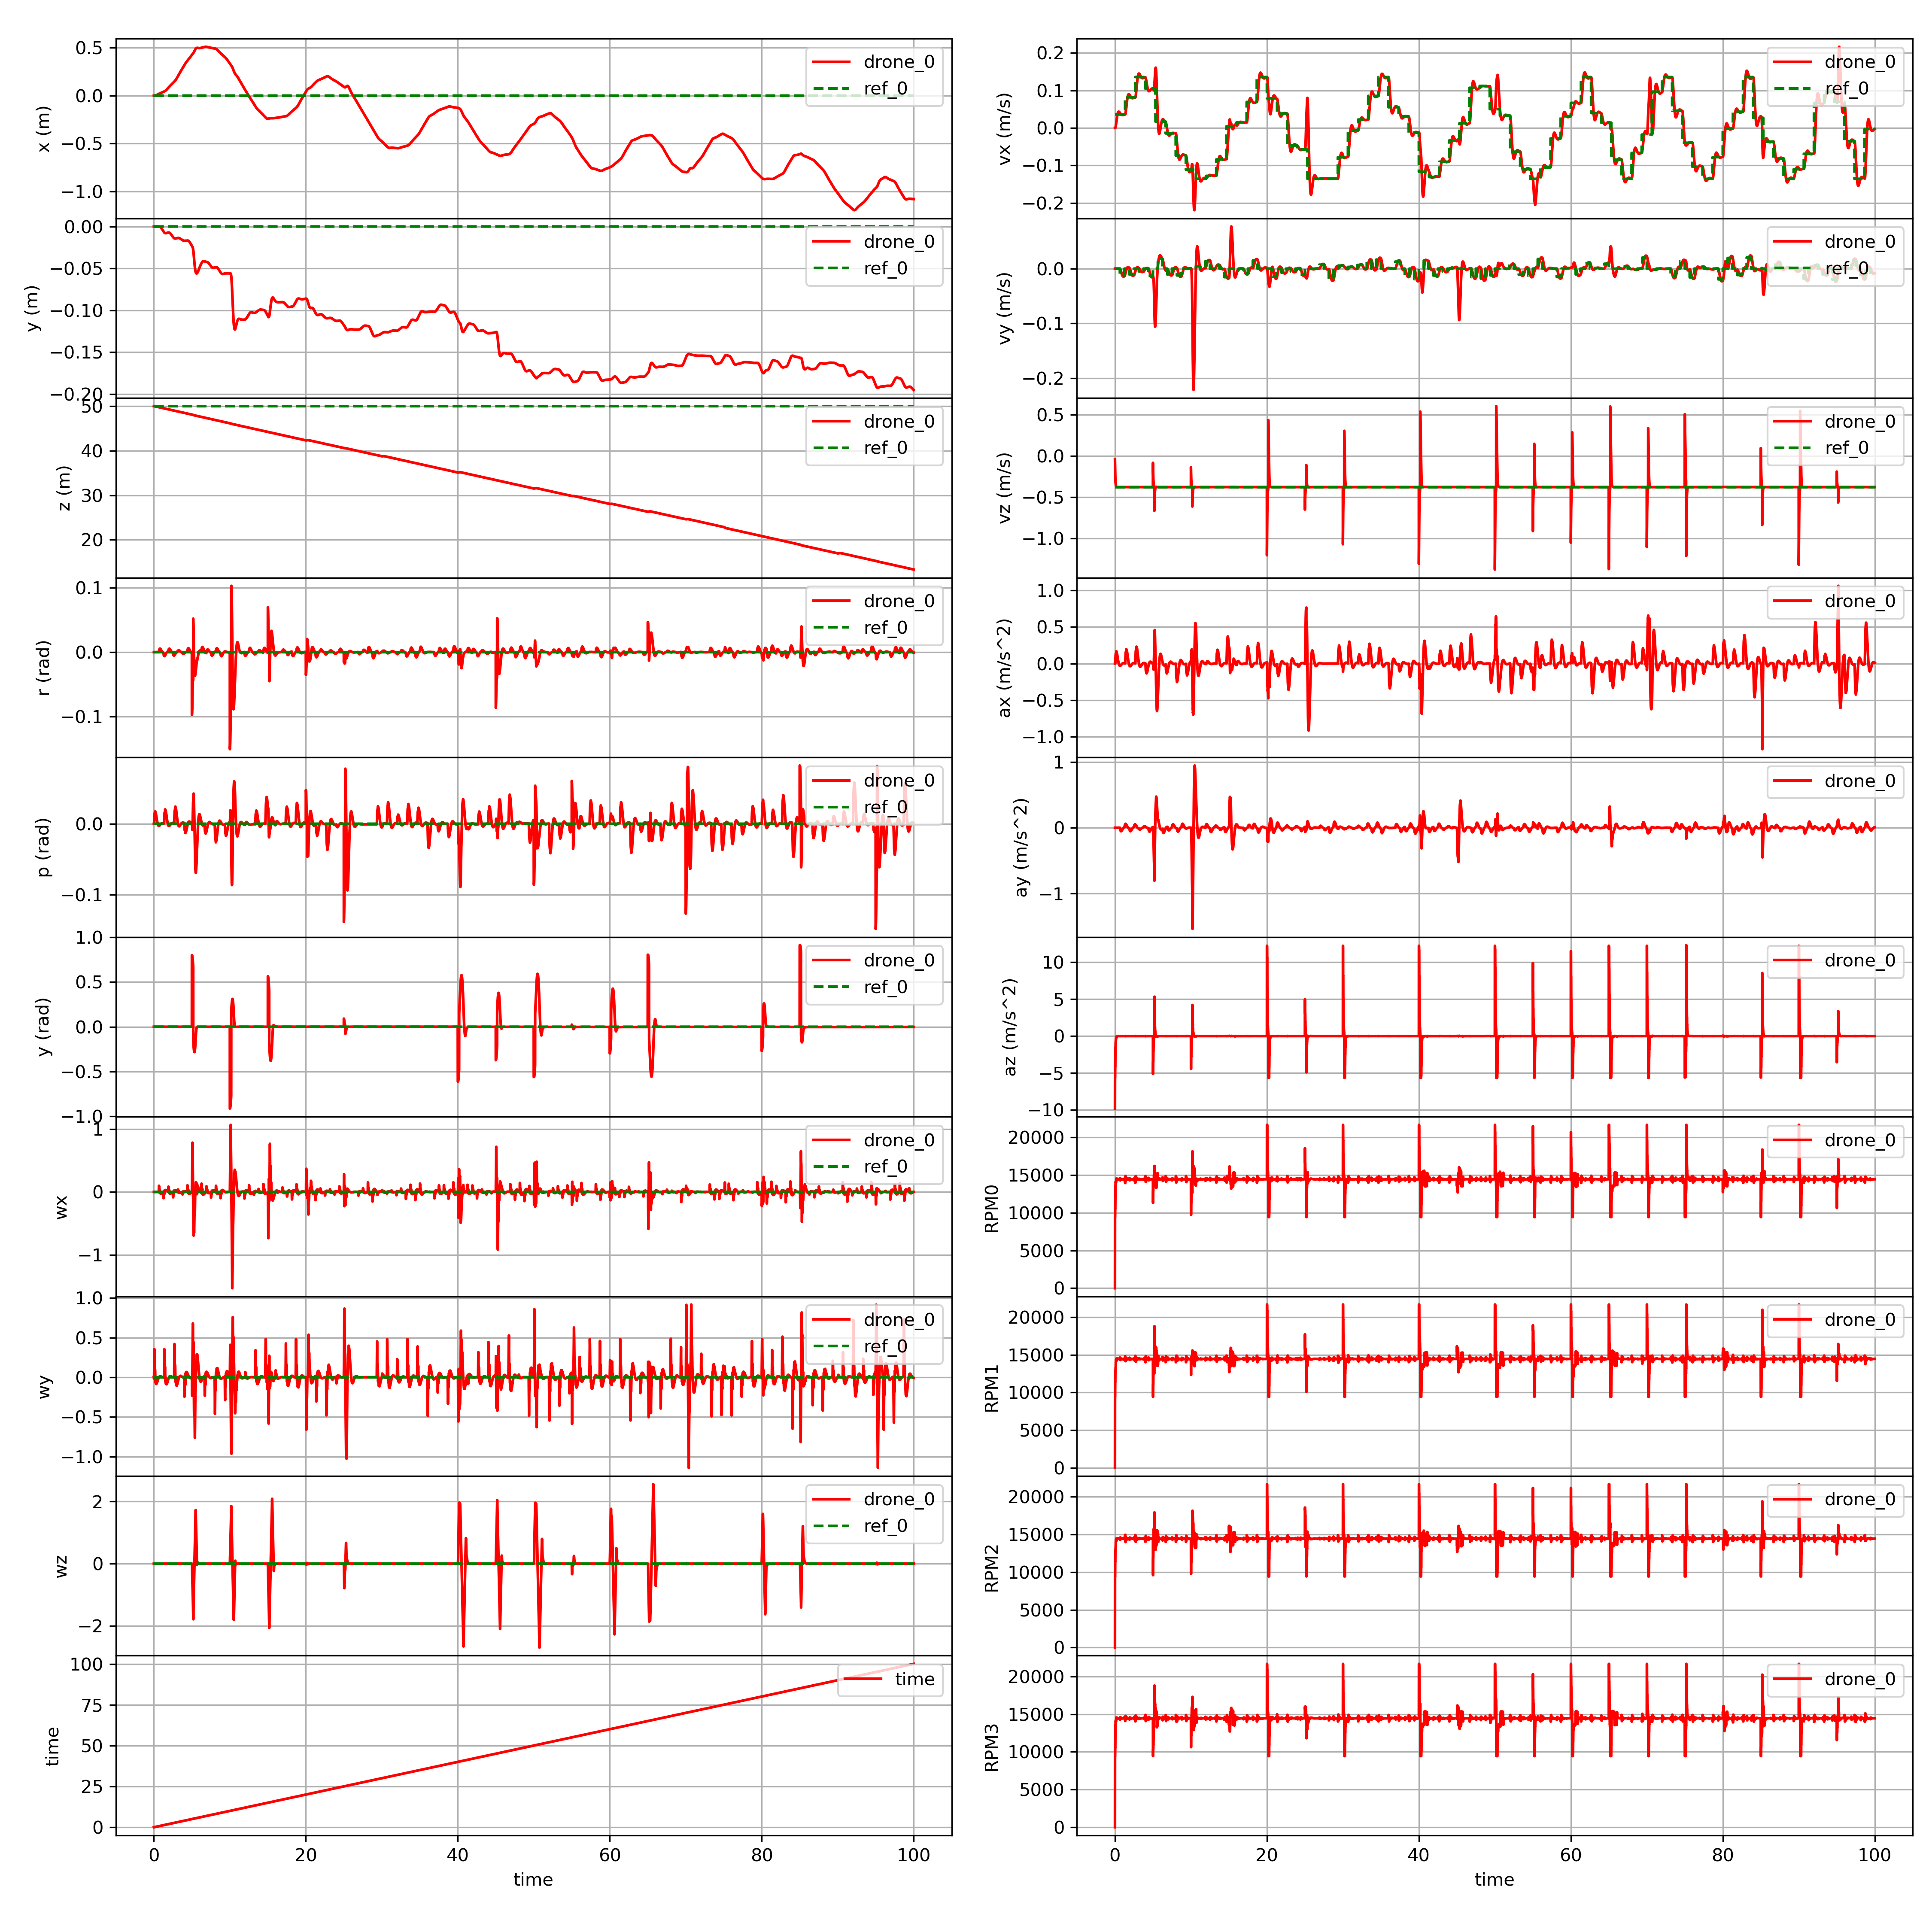 0.5
0.0
−0.5
−1.0
x (m)
drone_0
ref_0
0.00
−0.05
−0.10
−0.15
−0.20
y (m)
drone_0
ref_0
50
40
30
20
z (m)
drone_0
ref_0
0.1
0.0
−0.1
r (rad)
drone_0
ref_0
0.0
−0.1
p (rad)
drone_0
ref_0
1.0
0.5
0.0
−0.5
−1.0
y (rad)
drone_0
ref_0
1
0
−1
wx
drone_0
ref_0
1.0
0.5
0.0
−0.5
−1.0
wy
drone_0
ref_0
2
0
−2
wz
drone_0
ref_0
100
75
50
25
0
time
time
0 20 40 60 80 100
time
0.2
0.1
0.0
−0.1
−0.2
vx (m/s)
drone_0
ref_0
0.0
−0.1
−0.2
vy (m/s)
drone_0
ref_0
0.5
0.0
−0.5
−1.0
vz (m/s)
drone_0
ref_0
1.0
0.5
0.0
−0.5
−1.0
ax (m/s^2)
drone_0
1
0
−1
ay (m/s^2)
drone_0
10
5
0
−5
−10
az (m/s^2)
drone_0
20000
15000
10000
5000
0
RPM0
drone_0
20000
15000
10000
5000
0
RPM1
drone_0
20000
15000
10000
5000
0
RPM2
drone_0
20000
15000
10000
5000
0
RPM3
drone_0
0 20 40 60 80 100
time